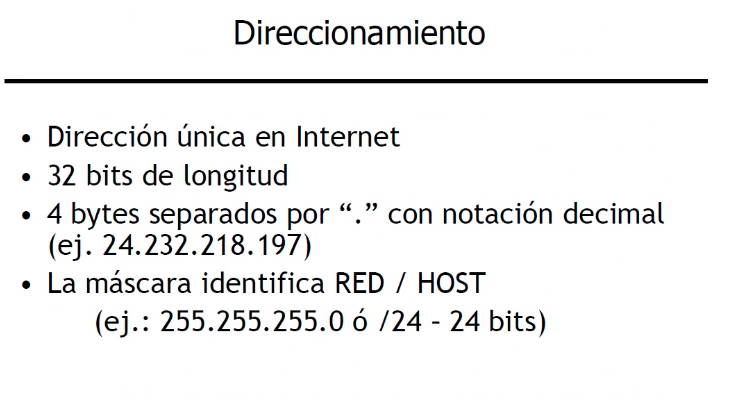 Direccionamiento
• Dirección única en Internet
• 32 bits de longitud
• 4 bytes separados por “.” con notación decimal
(ej. 24.232.218.197)
• La máscara identifica RED / HOST
(ej.: 255.255.255.0 ó /24 - 24 bits)